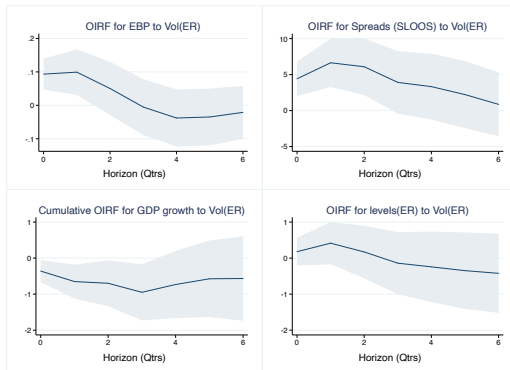 OIRF for EBP to Vol(ER)
.2
.1
0
-.1
0 2 4 6
Horizon (Qtrs)
OIRF for Spreads (SLOOS) to Vol(ER)
10
5
0
-5
0 2 4 6
Horizon (Qtrs)
Cumulative OIRF for GDP growth to Vol(ER)
1
0
-1
-2
0 2 4 6
Horizon (Qtrs)
OIRF for levels(ER) to Vol(ER)
1
0
-1
-2
0 2 4 6
Horizon (Qtrs)